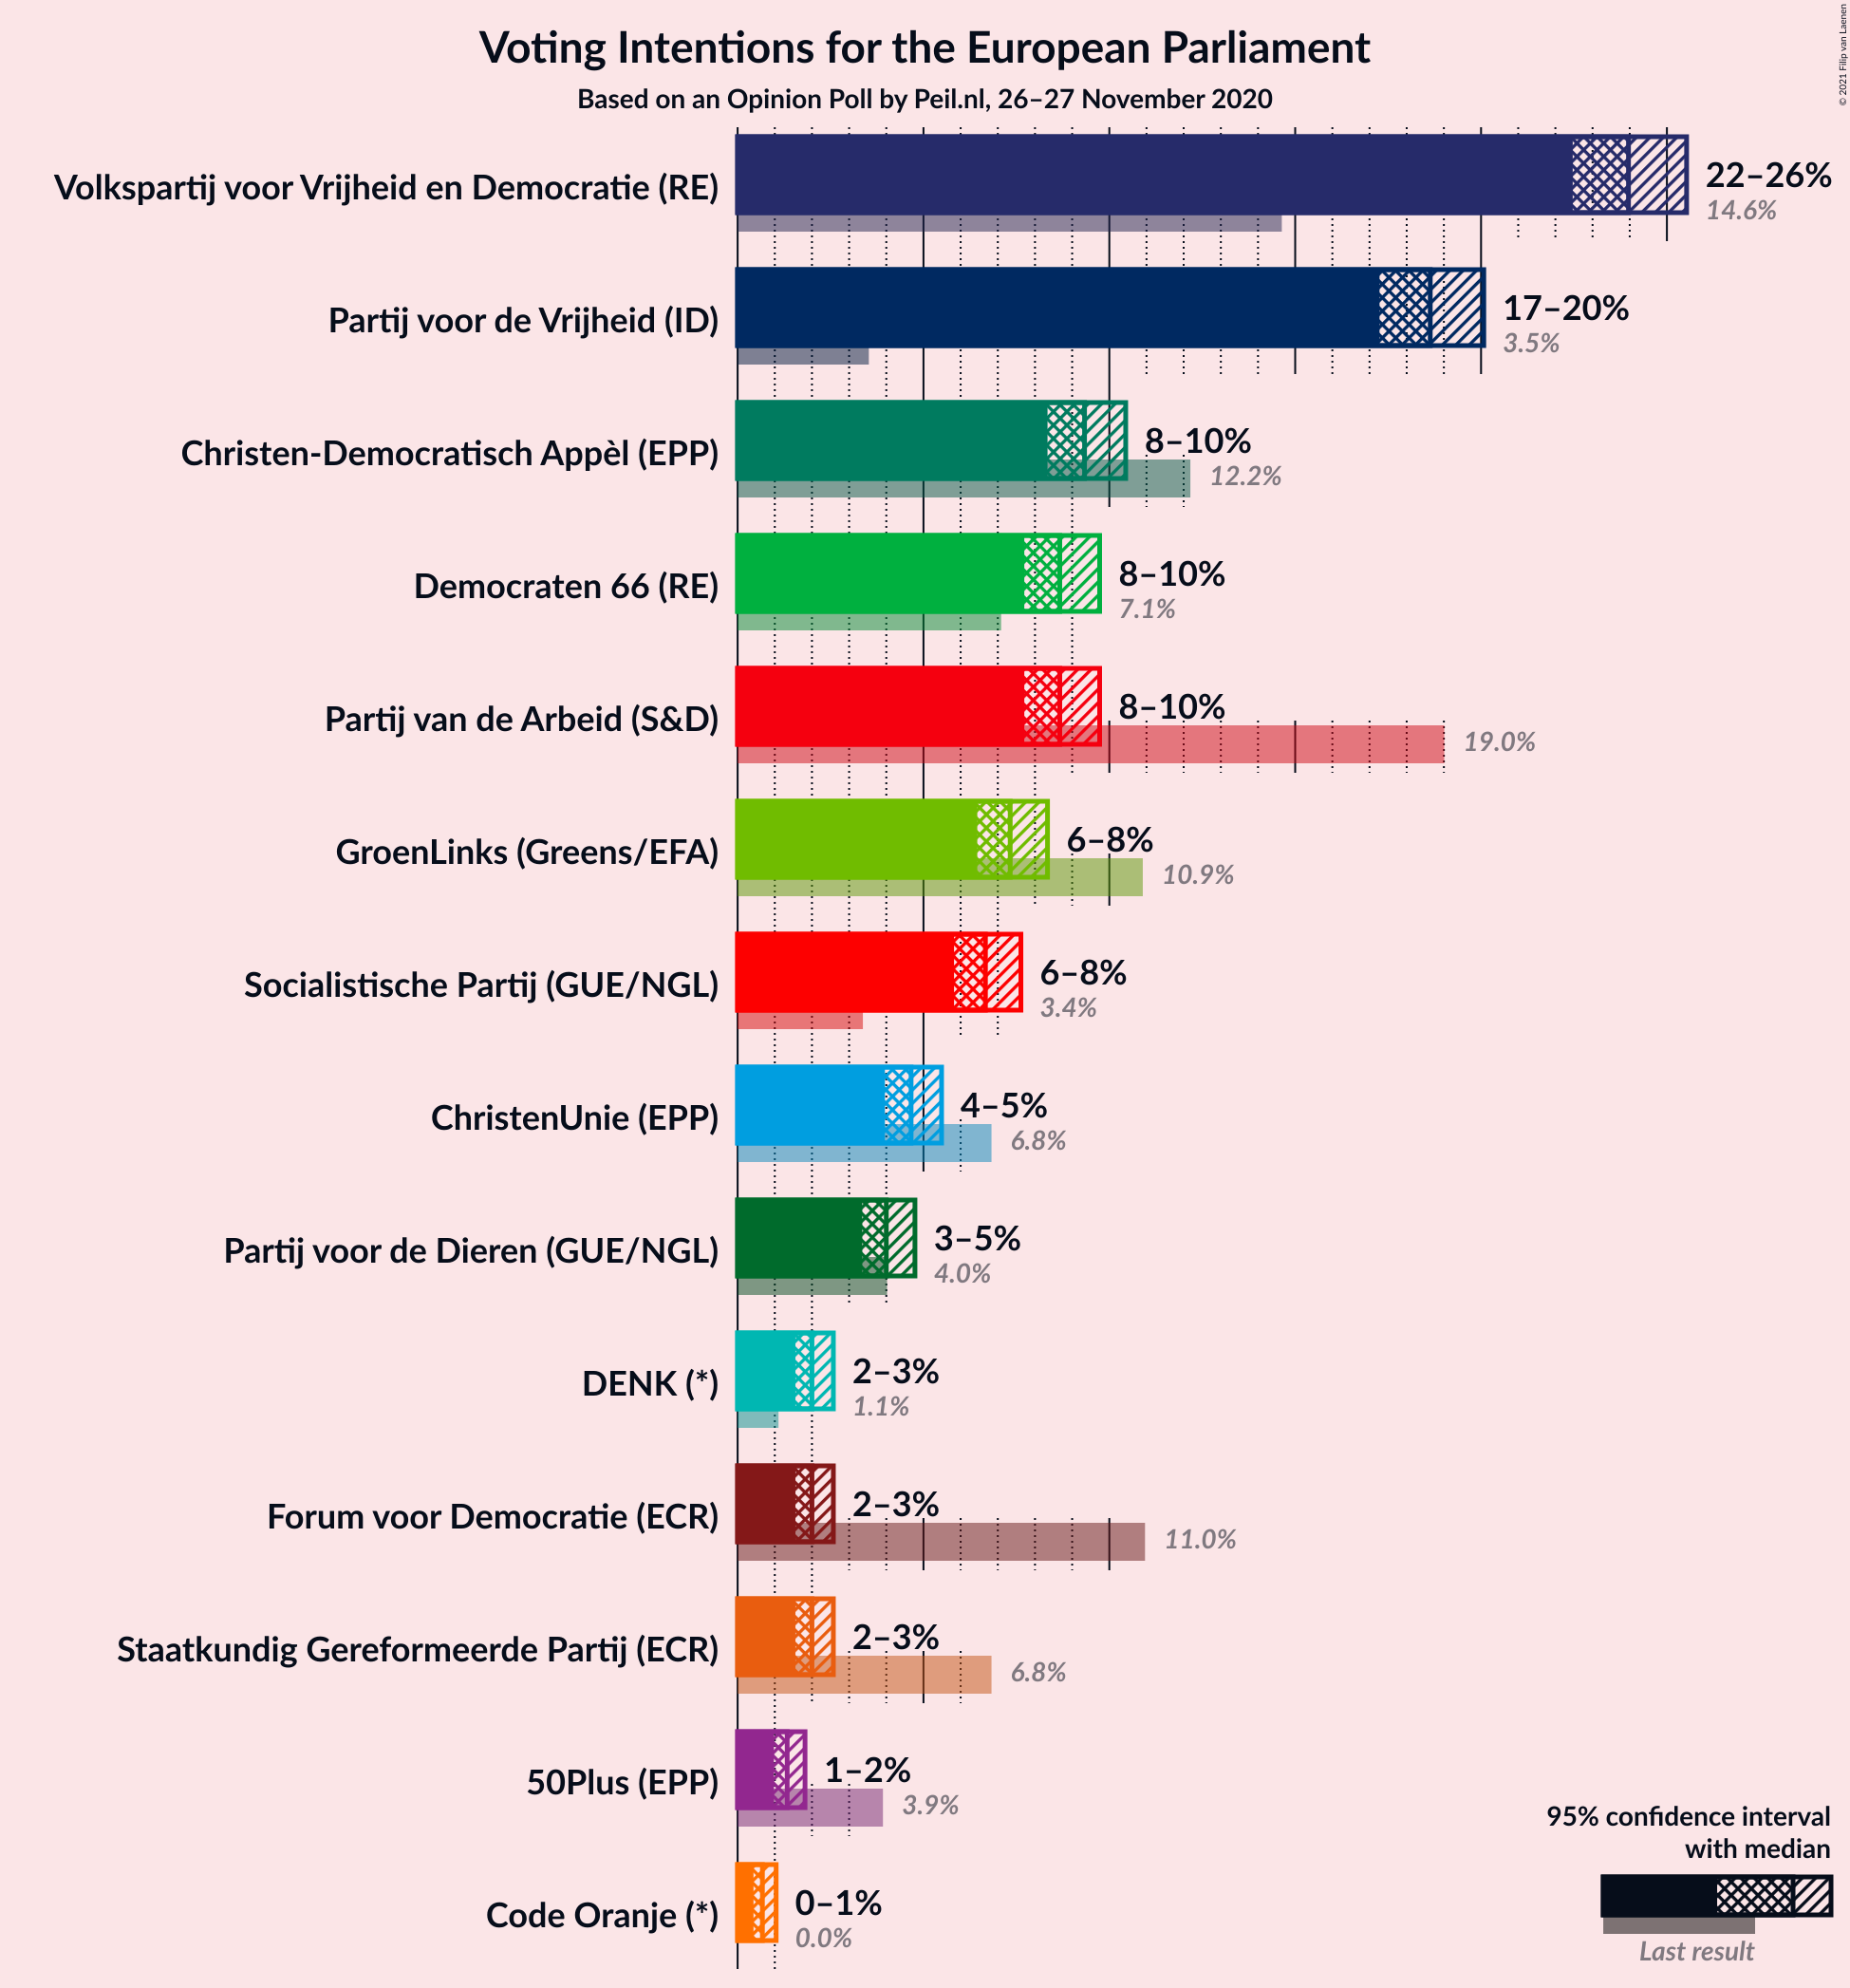 Voting Intentions for the European Parliament
Based on an Opinion Poll by Peil.nl, 26–27 November 2020
© 2021 Filip van Laenen
Volkspartij voor Vrijheid en Democratie (RE)
22–26%
14.6%
Partij voor de Vrijheid (ID)
17–20%
3.5%
Christen-Democratisch Appèl (EPP)
8–10%
12.2%
Democraten 66 (RE)
8–10%
7.1%
Partij van de Arbeid (S&D)
8–10%
19.0%
GroenLinks (Greens/EFA)
6–8%
10.9%
Socialistische Partij (GUE/NGL)
6–8%
3.4%
ChristenUnie (EPP)
4–5%
6.8%
Partij voor de Dieren (GUE/NGL)
3–5%
4.0%
DENK (*)
2–3%
1.1%
Forum voor Democratie (ECR)
2–3%
11.0%
Staatkundig Gereformeerde Partij (ECR)
2–3%
6.8%
50Plus (EPP)
1–2%
3.9%
Code Oranje (*)
0–1%
0.0%
95% confidence interval
with median
Last result